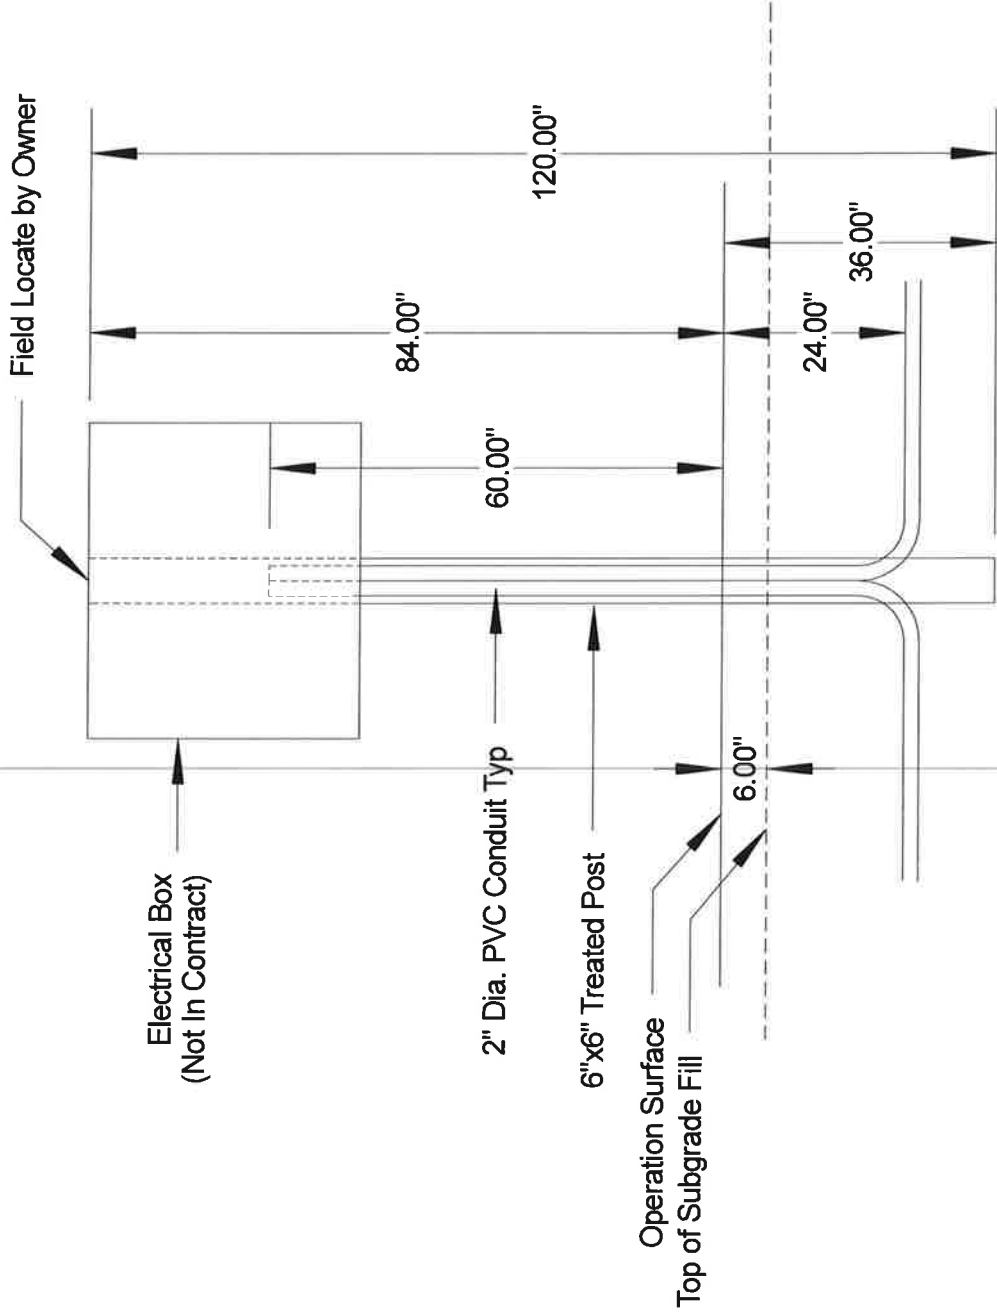 Field Locate by Owner
120.00"
84.00"
36.00"
24.00"
60.00"
6.00"
Electrical Box
(Not In Contract)
2" Dia. PVC Conduit Typ
6"x6" Treated Post
Operation Surface
Top of Subgrade Fill